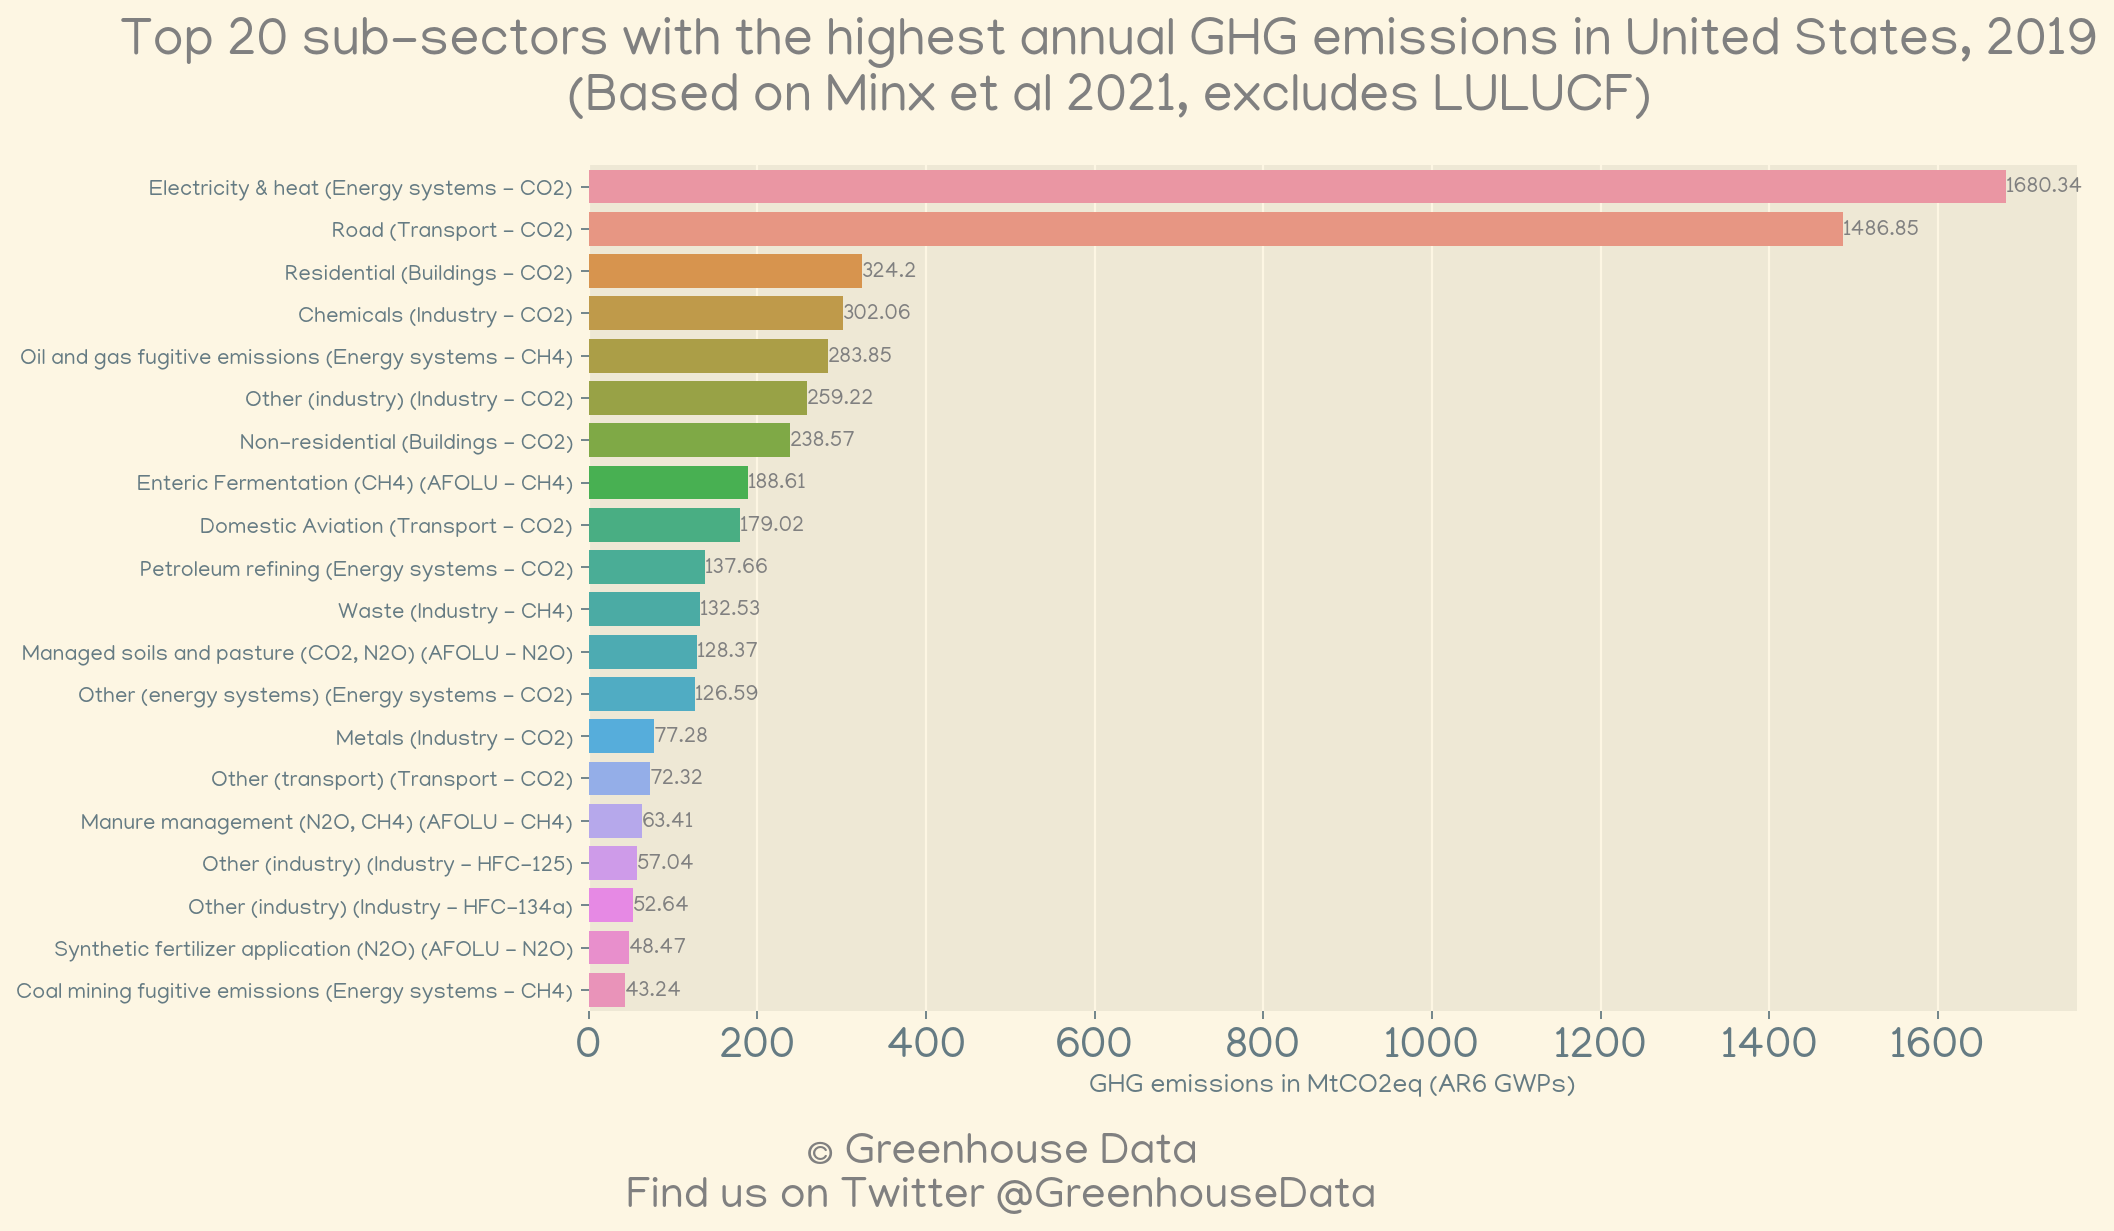 Top 20 sub-sectors with the highest annual GHG emissions in United States, 2019
(Based on Minx et al 2021, excludes LULUCF)
Electricity & heat (Energy systems - CO2) 1680.34
Road (Transport - CO2) 1486.85
Residential (Buildings - CO2) 324.2
Chemicals (Industry - CO2) 302.06
Oil and gas fugitive emissions (Energy systems - CH4) 283.85
Other (industry) (Industry - CO2) 259.22
Non-residential (Buildings - CO2) 238.57
Enteric Fermentation (CH4) (AFOLU - CH4) 188.61
Domestic Aviation (Transport - CO2) 179.02
Petroleum refining (Energy systems - CO2) 137.66
Waste (Industry - CH4) 132.53
Managed soils and pasture (CO2, N2O) (AFOLU - N2O) 128.37
Other (energy systems) (Energy systems - CO2) 126.59
Metals (Industry - CO2) 77.28
Other (transport) (Transport - CO2) 72.32
Manure management (N2O, CH4) (AFOLU - CH4) 63.41
Other (industry) (Industry - HFC-125) 57.04
Other (industry) (Industry - HFC-134a) 52.64
Synthetic fertilizer application (N2O) (AFOLU - N2O) 48.47
Coal mining fugitive emissions (Energy systems - CH4) 43.24
0 200 400 600 800 1000 1200 1400 1600
GHG emissions in MtCO2eq (AR6 GWPs)
© Greenhouse Data
Find us on Twitter @GreenhouseData